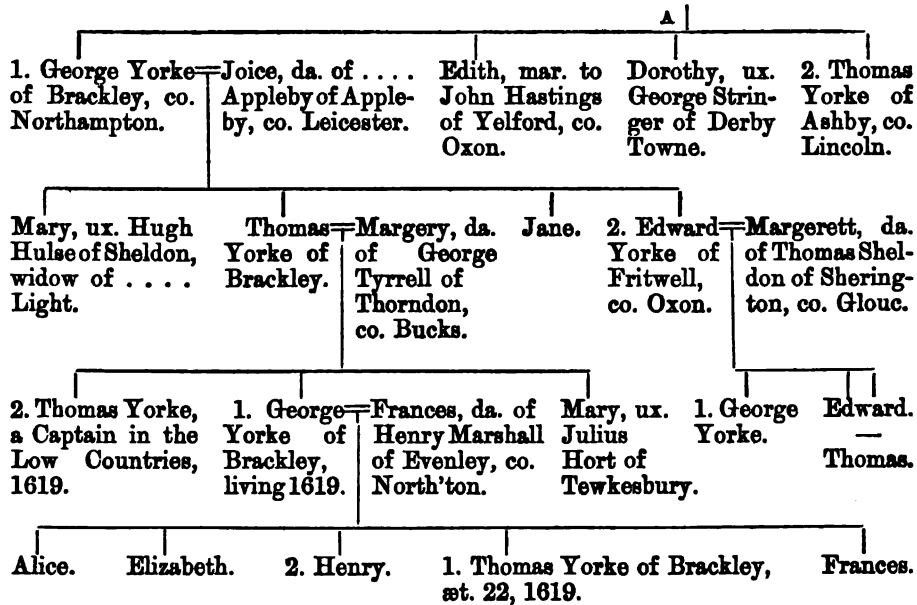 A
1. George Yorke
of Brackley, co.
Northampton.
Joice, da. of . . . .
Appleby of Apple-
by, co. Leicester.
Edith, mar. to
John Hastings
of Yelford, co.
Oxon.
Dorothy, ux.
George Strin-
ger of Derby
Towne.
2. Thomas
Yorke of
Ashby, co.
Lincoln.
Mary, ux. Hugh
Hulse of Sheldon,
widow of . . . .
Light.
Thomas
Yorke of
Brackley.
Margery, da.
of George
Tyrrell of
Thorndon,
co. Bucks.
Jane.
2. Edward
Yorke of
Fritwell,
co. Oxon.
Margerett, da.
of Thomas Shel-
don of Shering-
ton, co. Glouc.
2. Thomas Yorke,
a Captain in the
Low Countries,
1619.
1. George
Yorke of
Brackley,
living 1619.
Frances, da. of
Henry Marshall
of Evenley, co.
North'ton.
Mary, ux.
Julius
Hort of
Tewkesbury.
1. George
Yorke.
Edward.
—
Thomas.
Alice.
Elizabeth.
2. Henry.
1. Thomas Yorke of Brackley,
æt. 22, 1619.
Frances.